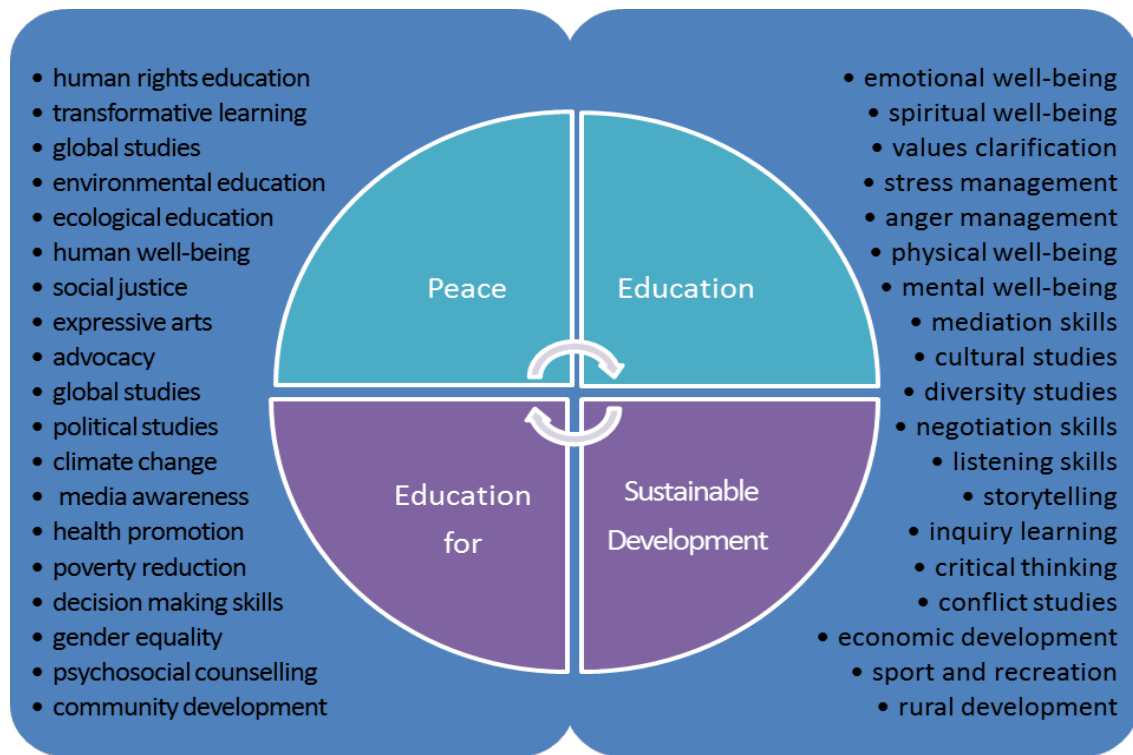 • human rights education
• transformative learning
• global studies
• environmental education
• ecological education
• human well-being
• social justice
• expressive arts
• advocacy
• global studies
• political studies
• climate change
• media awareness
• health promotion
• poverty reduction
• decision making skills
• gender equality
• psychosocial counselling
• community development
Peace
Education
Education
for
Sustainable
Development
• emotional well-being
• spiritual well-being
• values clarification
• stress management
• anger management
• physical well-being
• mental well-being
• mediation skills
• cultural studies
• diversity studies
• negotiation skills
• listening skills
• storytelling
• inquiry learning
• critical thinking
• conflict studies
• economic development
• sport and recreation
• rural development